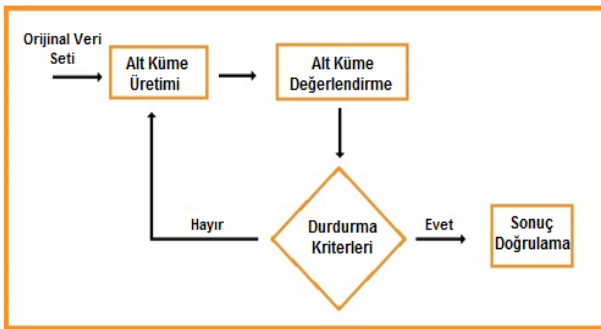 Orijinal Veri
Seti
Alt Küme
Üretimi
Alt Küme
Değerlendirme
Durdurma
Kriterleri
Hayır
Evet
Sonuç
Doğrulama